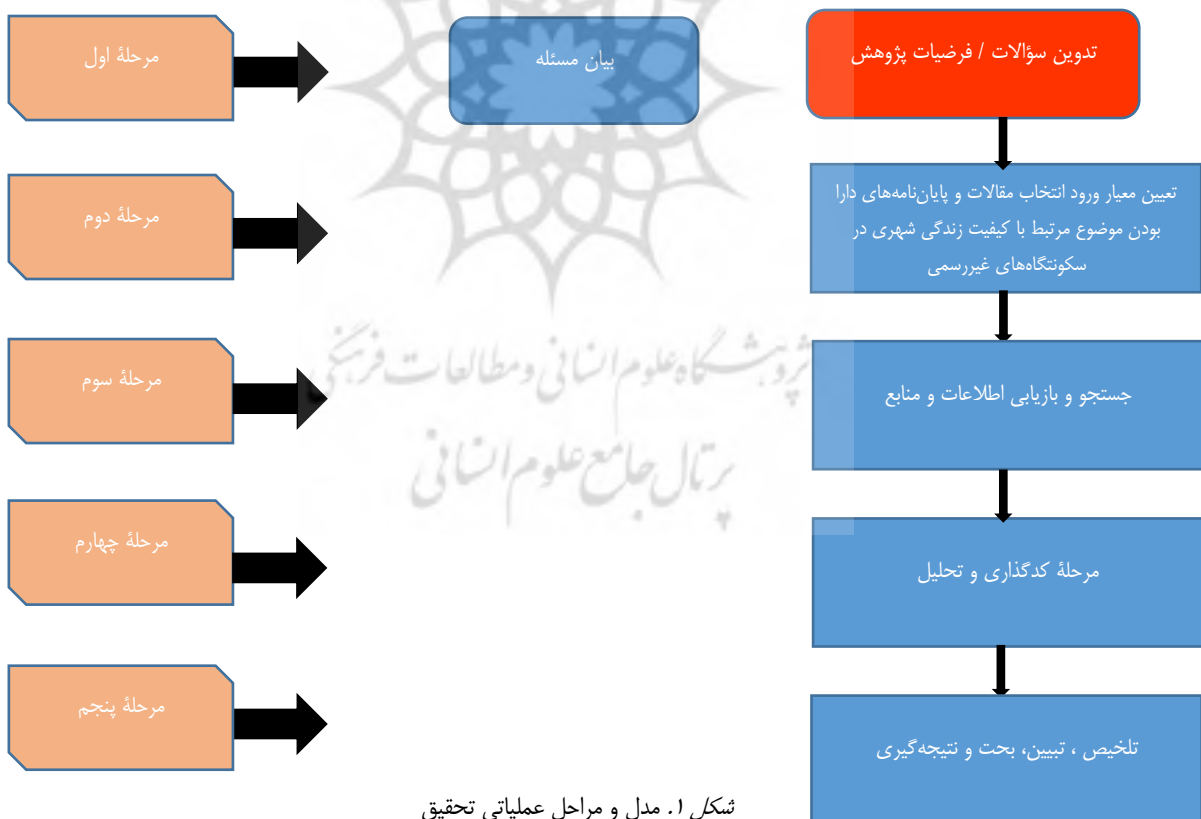 مرحلهٔ اول
بیان مسئله
تدوین سؤالات / فرضیات پژوهش
مرحلهٔ دوم
تعیین معیار ورود انتخاب مقالات و پایان‌نامه‌های دارا
بودن موضوع مرتبط با کیفیت زندگی شهری در
سکونتگاه‌های غیررسمی
مرحلهٔ سوم
جستجو و بازیابی اطلاعات و منابع
مرحلهٔ چهارم
مرحلهٔ کدگذاری و تحلیل
مرحلهٔ پنجم
تلخیص ، تبیین، بحت و نتیجه‌گیری
شکل ۱. مدل و مراحل عملیاتی تحقیق
پژوهشگاه علوم انسانی و مطالعات فرهنگی
پرتال جامع علوم انسانی